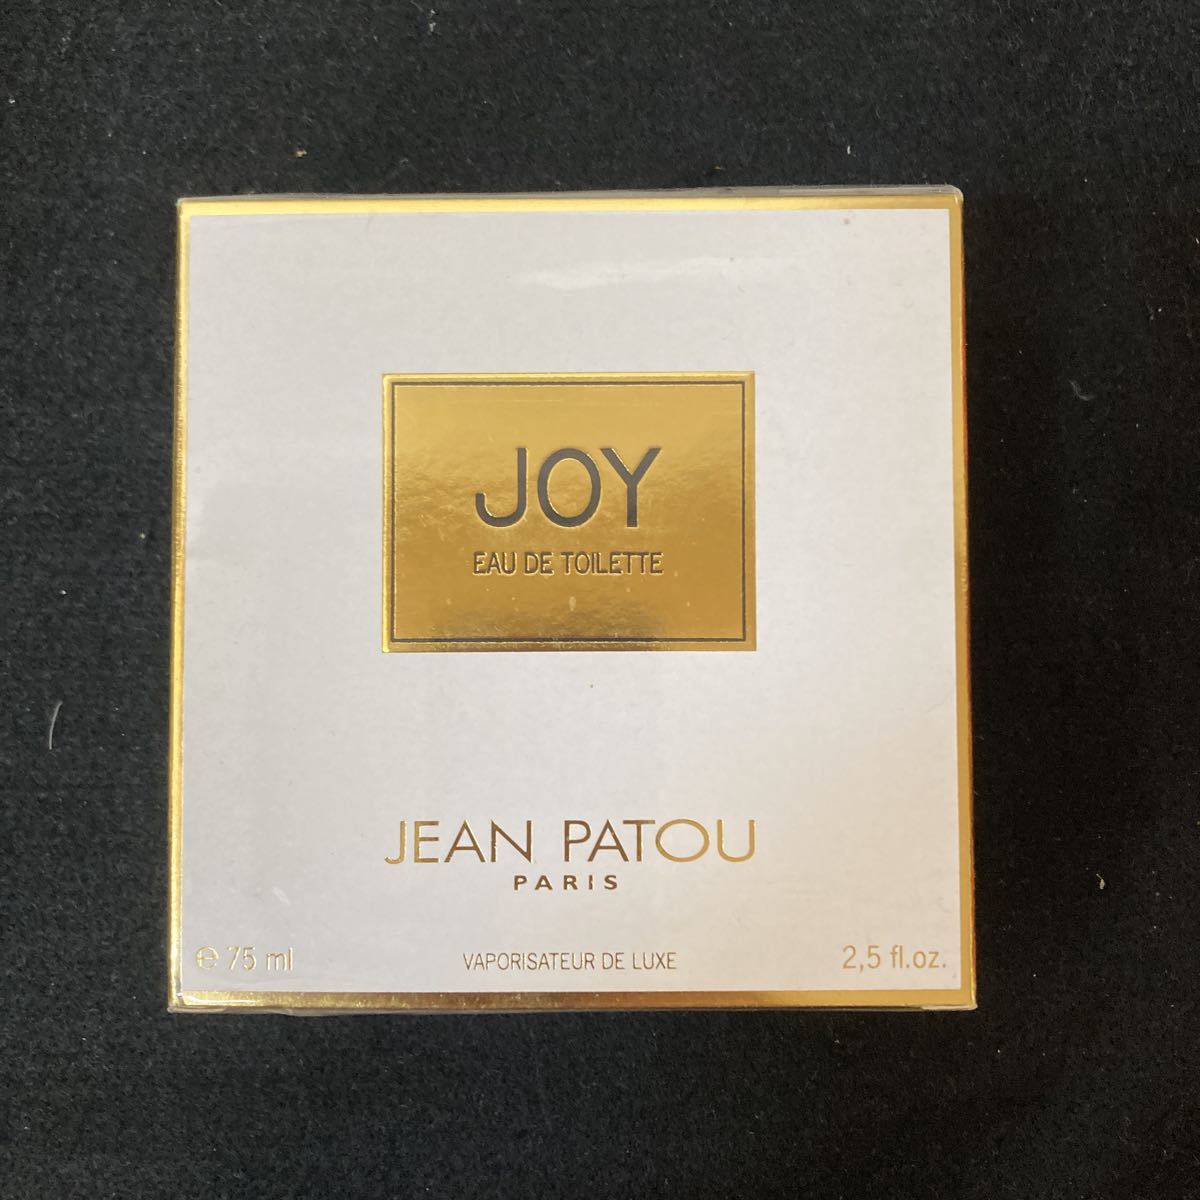 JOY
EAU DE TOILETTE
JEAN PATOU
PARIS
℮ 75 ml VAPORISATEUR DE LUXE 2,5 fl.oz.